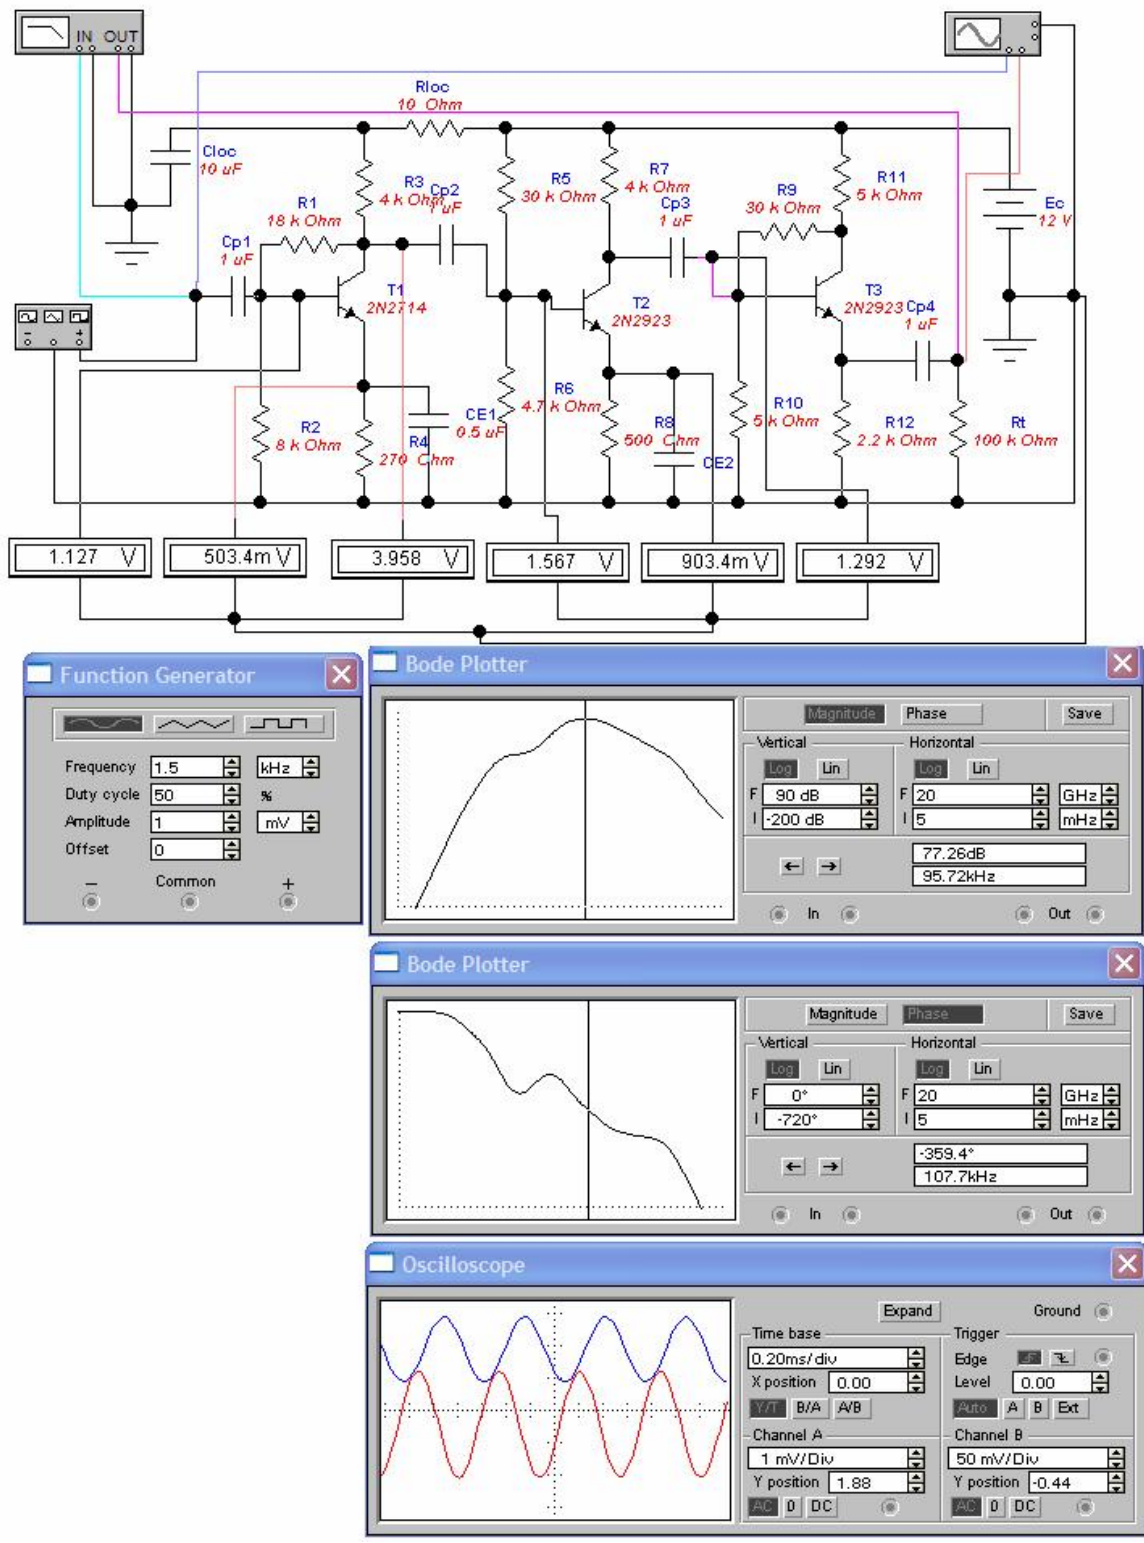 IN OUT
Rloc
10 Ohm
Cloc
10 uF
R1
18 k Ohm
R3
4 k Ohm
Cp2
1 uF
R5
30 k Ohm
R7
4 k Ohm
Cp3
1 uF
R9
30 k Ohm
R11
5 k Ohm
Ec
12 V
Cp1
1 uF
T1
2N2714
T2
2N2923
T3
2N2923
Cp4
1 uF
R2
8 k Ohm
R4
270 Ohm
CE1
0.5 uF
R6
4.7 k Ohm
R8
500 Ohm
CE2
R10
5 k Ohm
R12
2.2 k Ohm
Rt
100 k Ohm
1.127 V
503.4m V
3.958 V
1.567 V
903.4m V
1.292 V
Function Generator
Frequency 1.5 kHz
Duty cycle 50 %
Amplitude 1 mV
Offset 0
− Common +
Bode Plotter
Magnitude Phase Save
Vertical Horizontal
Log Lin Log Lin
F 90 dB F 20 GHz
I -200 dB I 5 mHz
77.26dB
95.72kHz
In Out
Bode Plotter
Magnitude Phase Save
Vertical Horizontal
Log Lin Log Lin
F 0° F 20 GHz
I -720° I 5 mHz
-359.4°
107.7kHz
In Out
Oscilloscope
Expand Ground
Time base Trigger
0.20ms/div Edge
X position 0.00 Level 0.00
Y/T B/A A/B Auto A B Ext
Channel A Channel B
1 mV/Div 50 mV/Div
Y position 1.88 Y position -0.44
AC 0 DC AC 0 DC